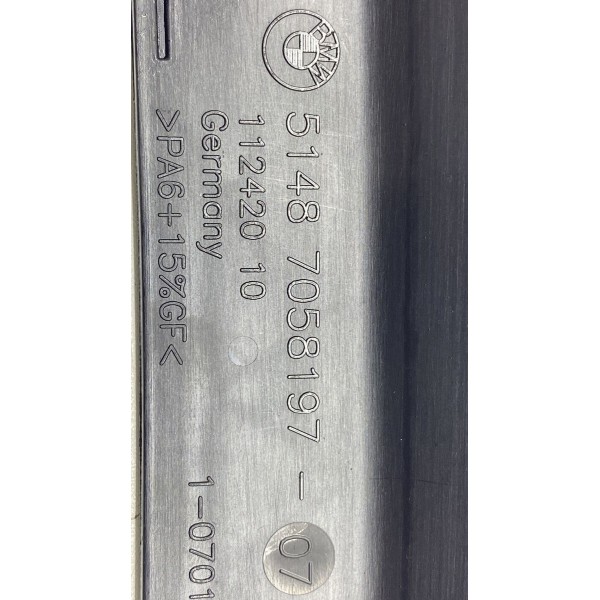 BMW
5148 7058197-07
112420 10
Germany
>PA6+15%GF<
1-0701